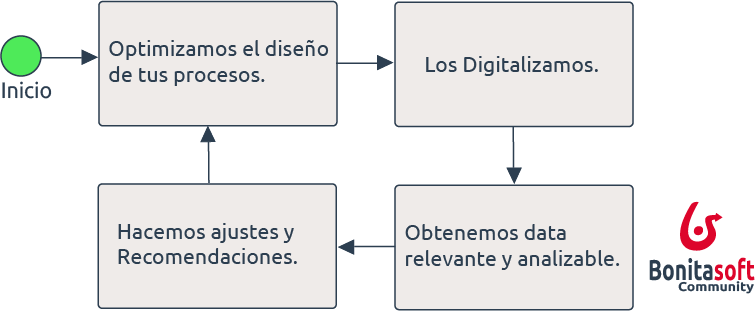 Inicio
Optimizamos el diseño
de tus procesos.
Los Digitalizamos.
Obtenemos data
relevante y analizable.
Hacemos ajustes y
Recomendaciones.
Bonitasoft
Community